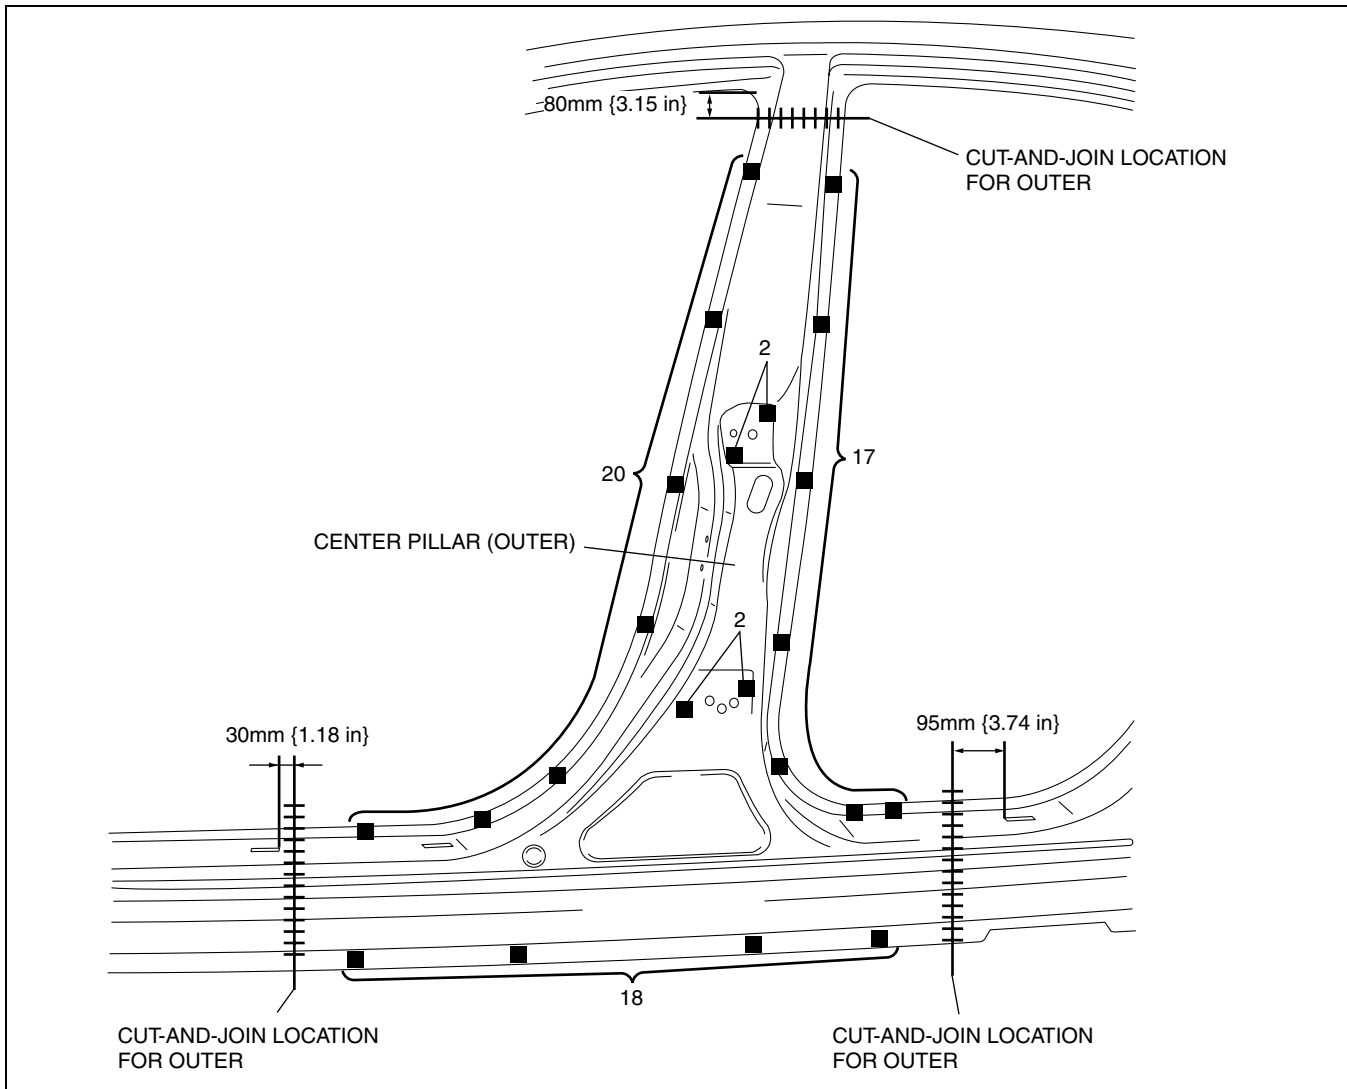 80mm {3.15 in}
CUT-AND-JOIN LOCATION
FOR OUTER
2
20
17
CENTER PILLAR (OUTER)
2
30mm {1.18 in}
95mm {3.74 in}
18
CUT-AND-JOIN LOCATION
FOR OUTER
CUT-AND-JOIN LOCATION
FOR OUTER